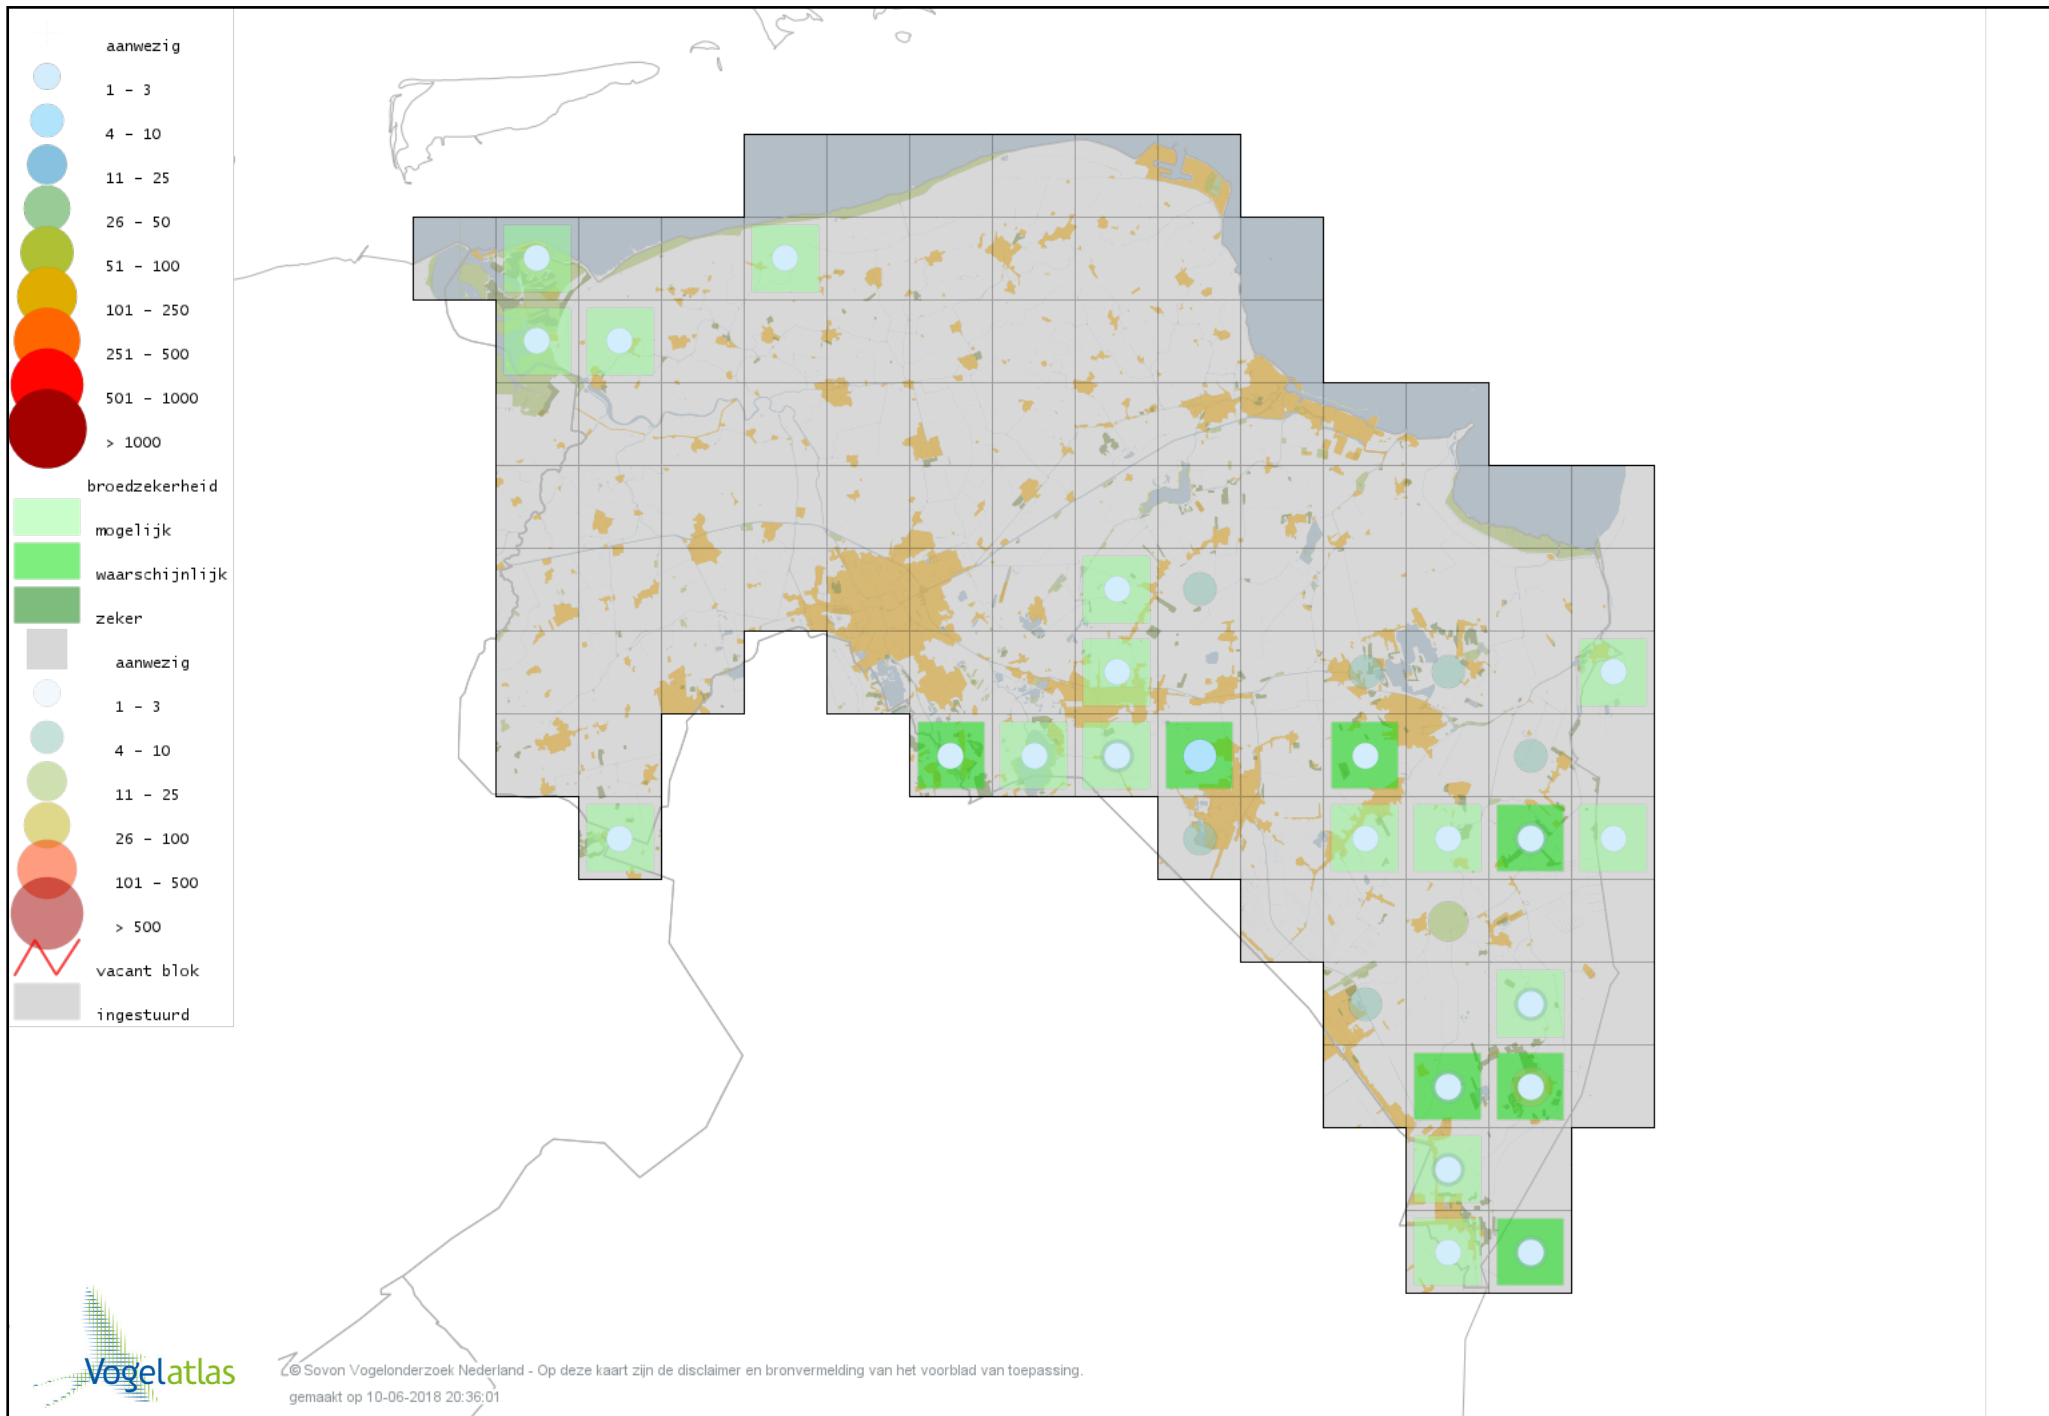 aanwezig
1 - 3
4 - 10
11 - 25
26 - 50
51 - 100
101 - 250
251 - 500
501 - 1000
> 1000
broedzekerheid
mogelijk
waarschijnlijk
zeker
aanwezig
1 - 3
4 - 10
11 - 25
26 - 100
101 - 500
> 500
vacant blok
ingestuurd
Vogelatlas
© Sovon Vogelonderzoek Nederland - Op deze kaart zijn de disclaimer en bronvermelding van het voorblad van toepassing.
gemaakt op 10-06-2018 20:36:01